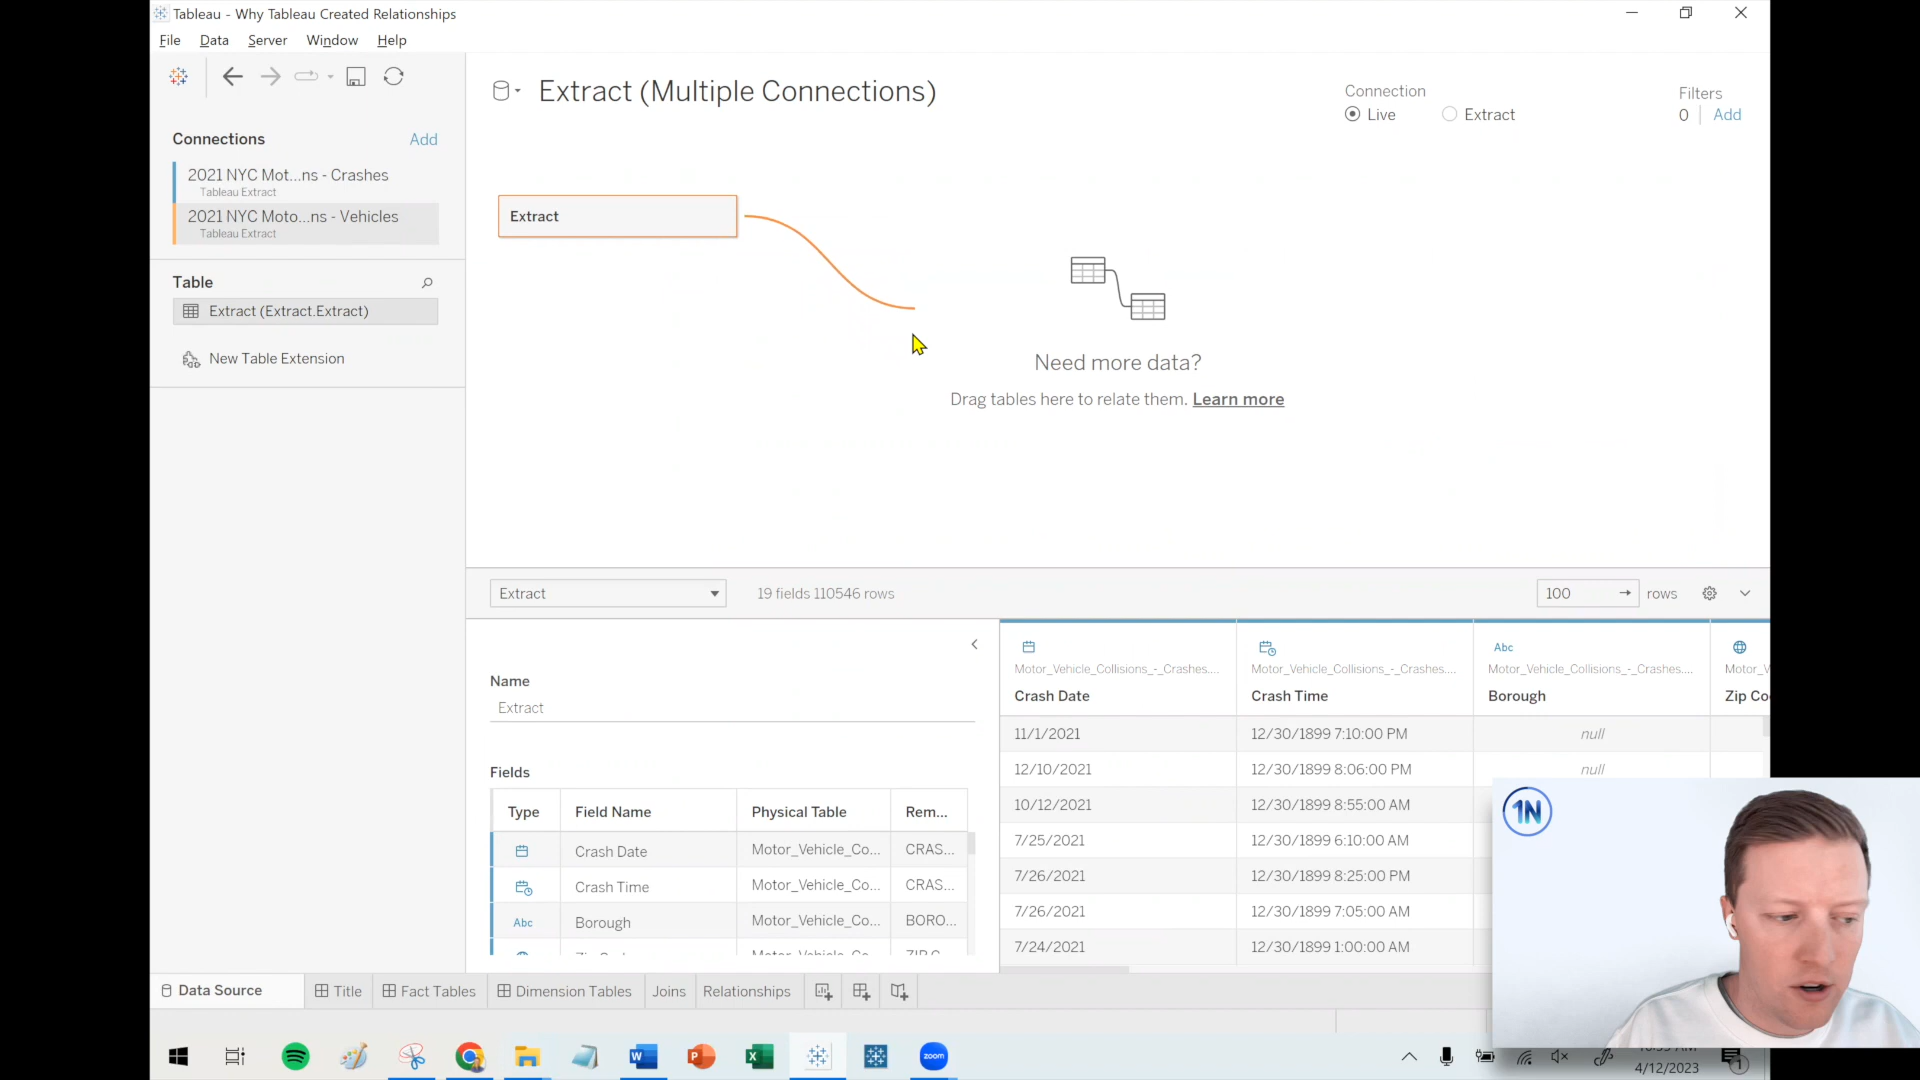 Tableau - Why Tableau Created Relationships
File Data Server Window Help
Extract (Multiple Connections)
Connection
Live Extract
Filters
0 Add
Connections Add
2021 NYC Mot...ns - Crashes
Tableau Extract
2021 NYC Moto...ns - Vehicles
Tableau Extract
Table
Extract (Extract.Extract)
New Table Extension
Extract
Need more data?
Drag tables here to relate them. Learn more
Extract 19 fields 110546 rows 100 rows
Name
Extract
Fields
Type Field Name Physical Table Rem...
Crash Date Motor_Vehicle_Co... CRAS...
Crash Time Motor_Vehicle_Co... CRAS...
Abc Borough Motor_Vehicle_Co... BORO...
Abc
Motor_Vehicle_Collisions_-_Crashes.... Motor_Vehicle_Collisions_-_Crashes.... Motor_Vehicle_Collisions_-_Crashes.... Motor_V
Crash Date Crash Time Borough Zip Co
11/1/2021 12/30/1899 7:10:00 PM null
12/10/2021 12/30/1899 8:06:00 PM null
10/12/2021 12/30/1899 8:55:00 AM
7/25/2021 12/30/1899 6:10:00 AM
7/26/2021 12/30/1899 8:25:00 PM
7/26/2021 12/30/1899 7:05:00 AM
7/24/2021 12/30/1899 1:00:00 AM
1N
Data Source Title Fact Tables Dimension Tables Joins Relationships
zoom
4/12/2023
1